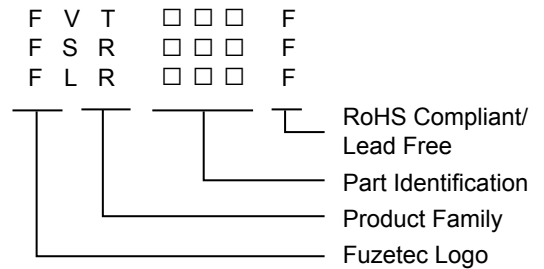 F V T □ □ □ F
F S R □ □ □ F
F L R □ □ □ F
RoHS Compliant/
Lead Free
Part Identification
Product Family
Fuzetec Logo